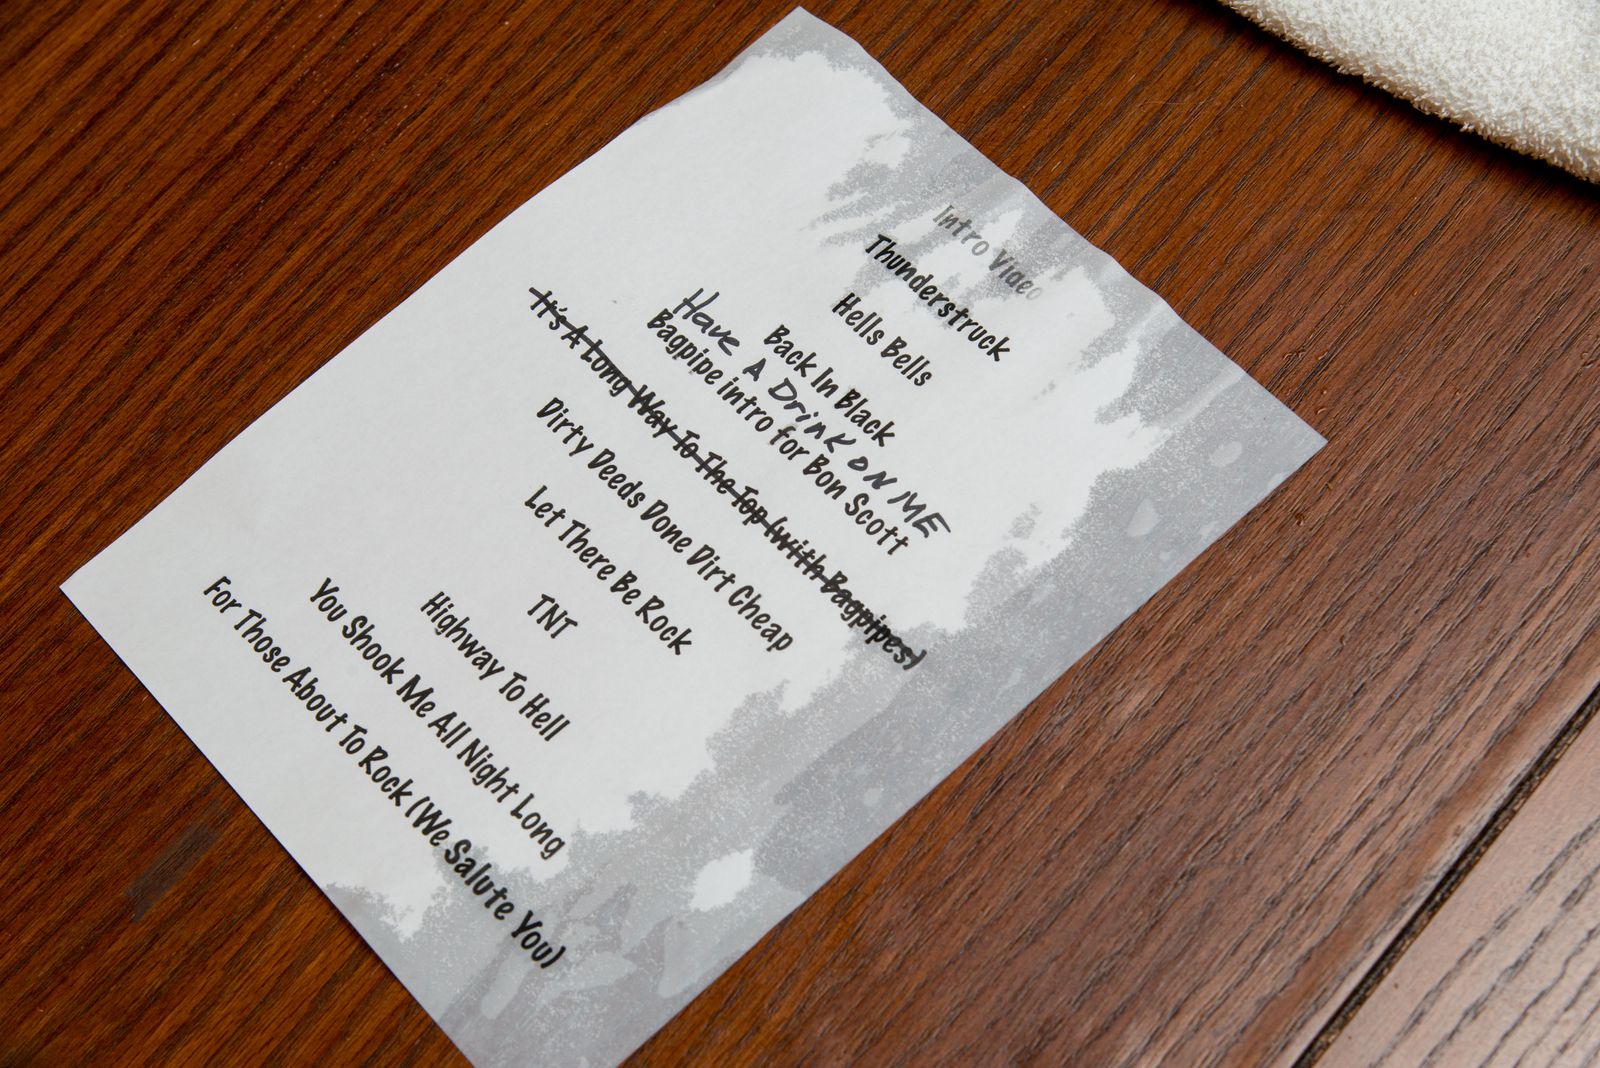 Intro Video
Thunderstruck
Hells Bells
Back In Black
Have A Drink ON ME
Bagpipe intro for Bon Scott
It's A Long Way To The Top (with Bagpipes)
Dirty Deeds Done Dirt Cheap
Let There Be Rock
TNT
Highway To Hell
You Shook Me All Night Long
For Those About To Rock (We Salute You)